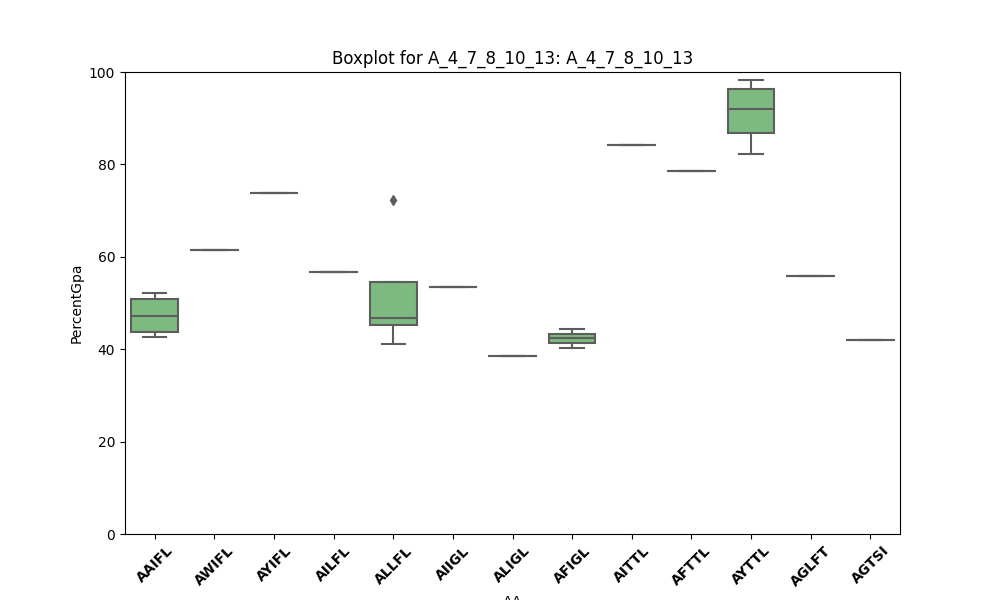 Boxplot for A_4_7_8_10_13: A_4_7_8_10_13
100
80
60
40
20
0
PercentGpa
AAIFL AWIFL AYIFL AILFL ALLFL AIIGL ALIGL AFIGL AITTL AFTTL AYTTL AGLFT AGTSI
AA